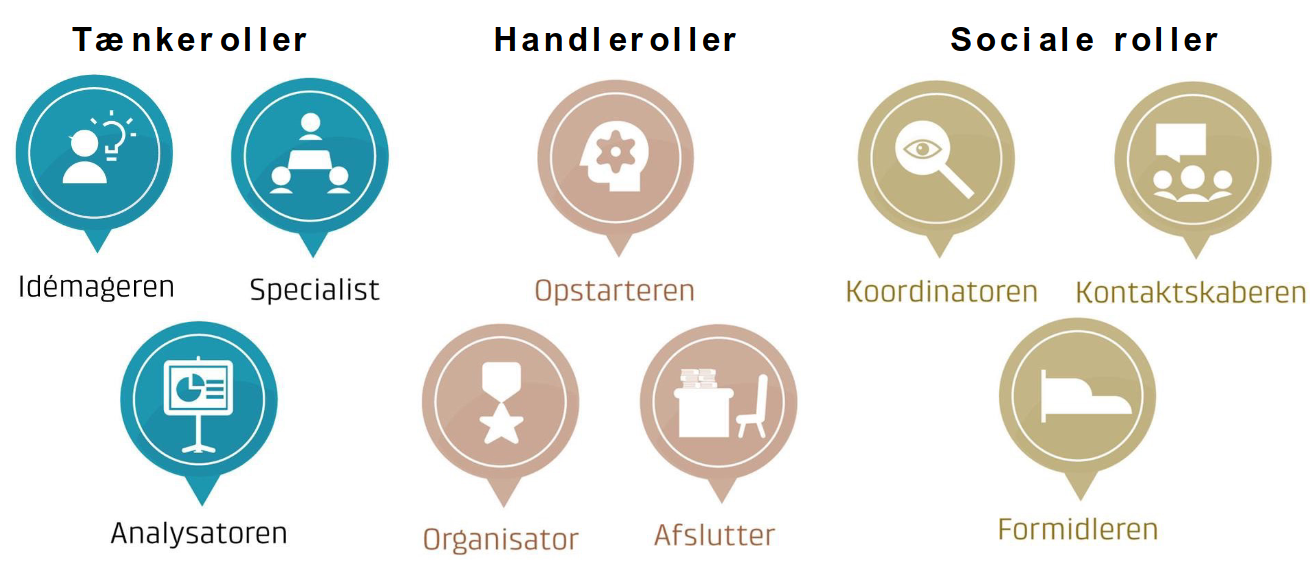 Tænkeroller
Handleroller
Sociale roller
Idémageren
Specialist
Opstarteren
Koordinatoren
Kontaktskaberen
Analysatoren
Organisator
Afslutter
Formidleren